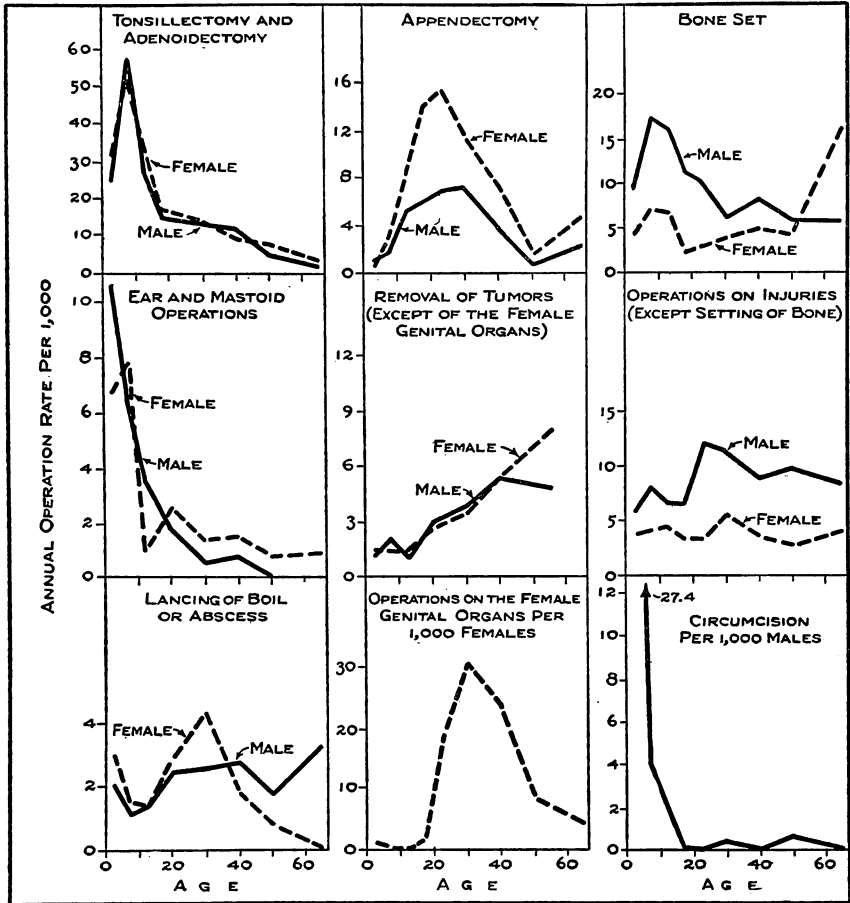 ANNUAL OPERATION RATE PER 1,000
TONSILLECTOMY AND
ADENOIDECTOMY
60
50
40
30
20
10
0
FEMALE
MALE
APPENDECTOMY
16
12
8
4
0
FEMALE
MALE
BONE SET
20
15
10
5
0
MALE
FEMALE
EAR AND MASTOID
OPERATIONS
10
8
6
4
2
0
FEMALE
MALE
REMOVAL OF TUMORS
(EXCEPT OF THE FEMALE
GENITAL ORGANS)
12
9
6
3
0
FEMALE
MALE
OPERATIONS ON INJURIES
(EXCEPT SETTING OF BONE)
15
10
5
0
MALE
FEMALE
LANCING OF BOIL
OR ABSCESS
4
2
0
FEMALE
MALE
0 20 40 60
AGE
OPERATIONS ON THE FEMALE
GENITAL ORGANS PER
1,000 FEMALES
30
20
10
0
0 20 40 60
AGE
CIRCUMCISION
PER 1,000 MALES
27.4
12
10
8
6
4
2
0
0 20 40 60
AGE